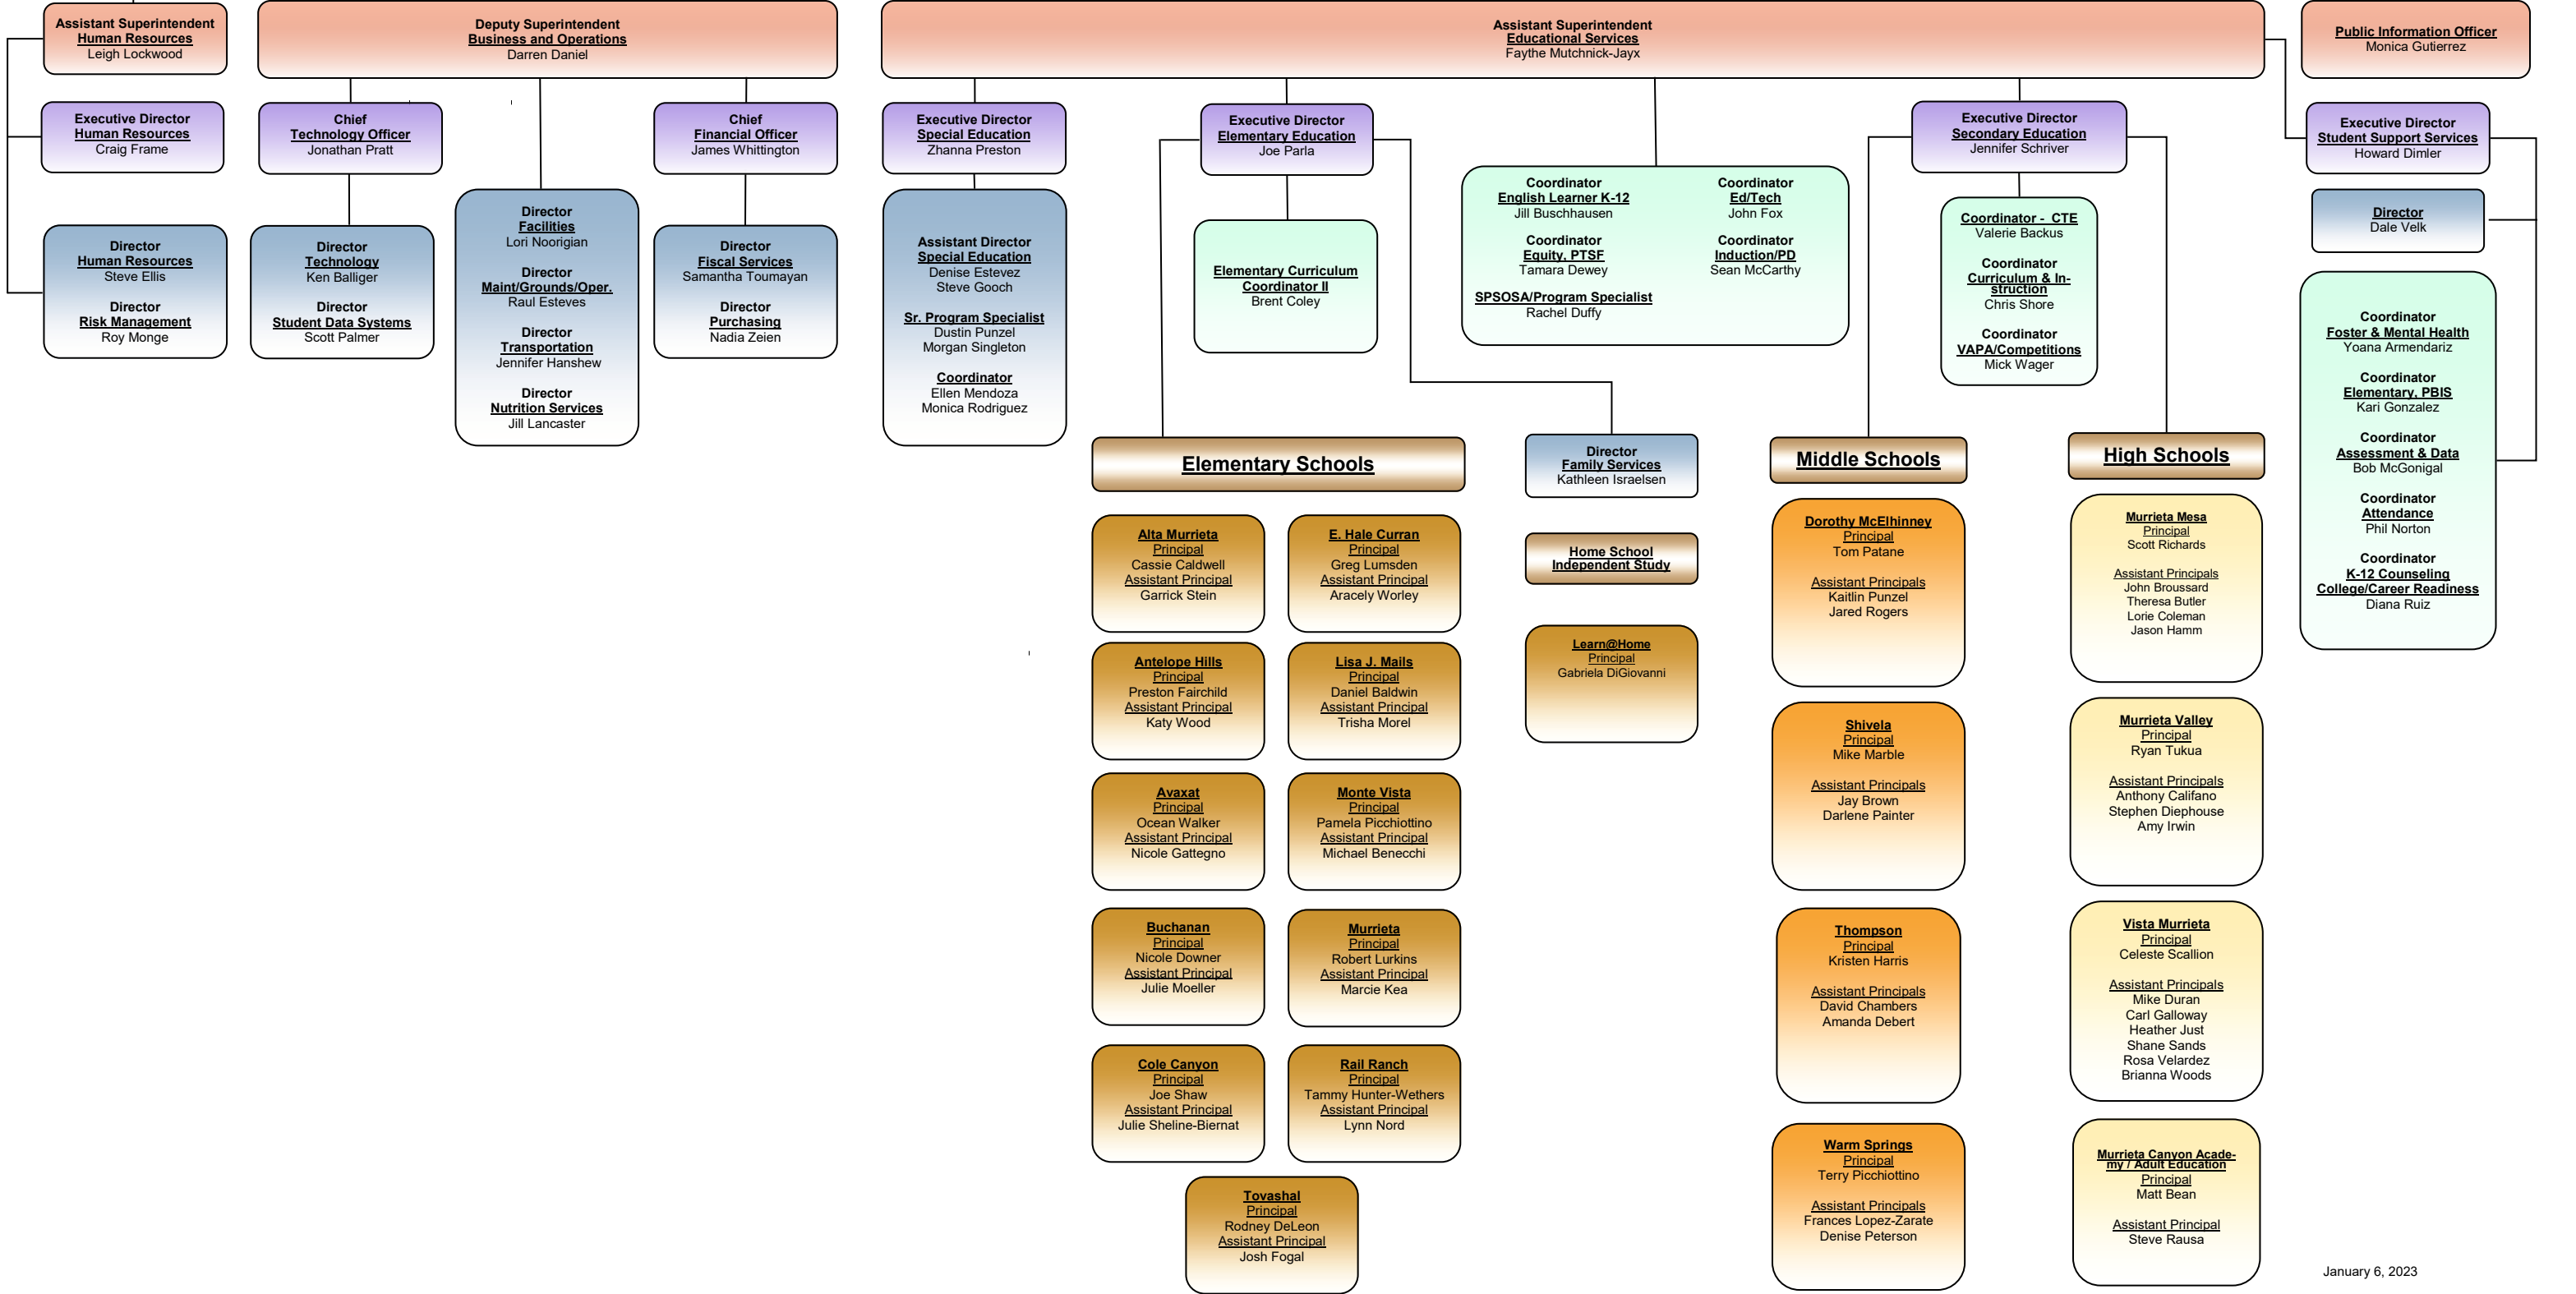 Assistant Superintendent
Human Resources
Leigh Lockwood
Deputy Superintendent
Business and Operations
Darren Daniel
Assistant Superintendent
Educational Services
Faythe Mutchnick-Jayx
Public Information Officer
Monica Gutierrez
Executive Director
Human Resources
Craig Frame
Chief
Technology Officer
Jonathan Pratt
Chief
Financial Officer
James Whittington
Executive Director
Special Education
Zhanna Preston
Executive Director
Elementary Education
Joe Parla
Executive Director
Secondary Education
Jennifer Schriver
Executive Director
Student Support Services
Howard Dimler
Director
Human Resources
Steve Ellis
Director
Risk Management
Roy Monge
Director
Technology
Ken Balliger
Director
Student Data Systems
Scott Palmer
Director
Facilities
Lori Noorigian
Director
Maint/Grounds/Oper.
Raul Esteves
Director
Transportation
Jennifer Hanshew
Director
Nutrition Services
Jill Lancaster
Director
Fiscal Services
Samantha Toumayan
Director
Purchasing
Nadia Zeien
Assistant Director
Special Education
Denise Estevez
Steve Gooch
Sr. Program Specialist
Dustin Punzel
Morgan Singleton
Coordinator
Ellen Mendoza
Monica Rodriguez
Elementary Curriculum
Coordinator II
Brent Coley
Coordinator
English Learner K-12
Jill Buschhausen
Coordinator
Equity, PTSF
Tamara Dewey
SPSOSA/Program Specialist
Rachel Duffy
Coordinator
Ed/Tech
John Fox
Coordinator
Induction/PD
Sean McCarthy
Coordinator - CTE
Valerie Backus
Coordinator
Curriculum & In-
struction
Chris Shore
Coordinator
VAPA/Competitions
Mick Wager
Director
Dale Velk
Coordinator
Foster & Mental Health
Yoana Armendariz
Coordinator
Elementary, PBIS
Kari Gonzalez
Coordinator
Assessment & Data
Bob McGonigal
Coordinator
Attendance
Phil Norton
Coordinator
K-12 Counseling
College/Career Readiness
Diana Ruiz
Elementary Schools
Alta Murrieta
Principal
Cassie Caldwell
Assistant Principal
Garrick Stein
E. Hale Curran
Principal
Greg Lumsden
Assistant Principal
Aracely Worley
Antelope Hills
Principal
Preston Fairchild
Assistant Principal
Katy Wood
Lisa J. Mails
Principal
Daniel Baldwin
Assistant Principal
Trisha Morel
Avaxat
Principal
Ocean Walker
Assistant Principal
Nicole Gattegno
Monte Vista
Principal
Pamela Picchiottino
Assistant Principal
Michael Benecchi
Buchanan
Principal
Nicole Downer
Assistant Principal
Julie Moeller
Murrieta
Principal
Robert Lurkins
Assistant Principal
Marcie Kea
Cole Canyon
Principal
Joe Shaw
Assistant Principal
Julie Sheline-Biernat
Rail Ranch
Principal
Tammy Hunter-Wethers
Assistant Principal
Lynn Nord
Tovashal
Principal
Rodney DeLeon
Assistant Principal
Josh Fogal
Director
Family Services
Kathleen Israelsen
Home School
Independent Study
Learn@Home
Principal
Gabriela DiGiovanni
Middle Schools
Dorothy McElhinney
Principal
Tom Patane
Assistant Principals
Kaitlin Punzel
Jared Rogers
Shivela
Principal
Mike Marble
Assistant Principals
Jay Brown
Darlene Painter
Thompson
Principal
Kristen Harris
Assistant Principals
David Chambers
Amanda Debert
Warm Springs
Principal
Terry Picchiottino
Assistant Principals
Frances Lopez-Zarate
Denise Peterson
High Schools
Murrieta Mesa
Principal
Scott Richards
Assistant Principals
John Broussard
Theresa Butler
Lorie Coleman
Jason Hamm
Murrieta Valley
Principal
Ryan Tukua
Assistant Principals
Anthony Califano
Stephen Diephouse
Amy Irwin
Vista Murrieta
Principal
Celeste Scallion
Assistant Principals
Mike Duran
Carl Galloway
Heather Just
Shane Sands
Rosa Velardez
Brianna Woods
Murrieta Canyon Acade-
my / Adult Education
Principal
Matt Bean
Assistant Principal
Steve Rausa
January 6, 2023